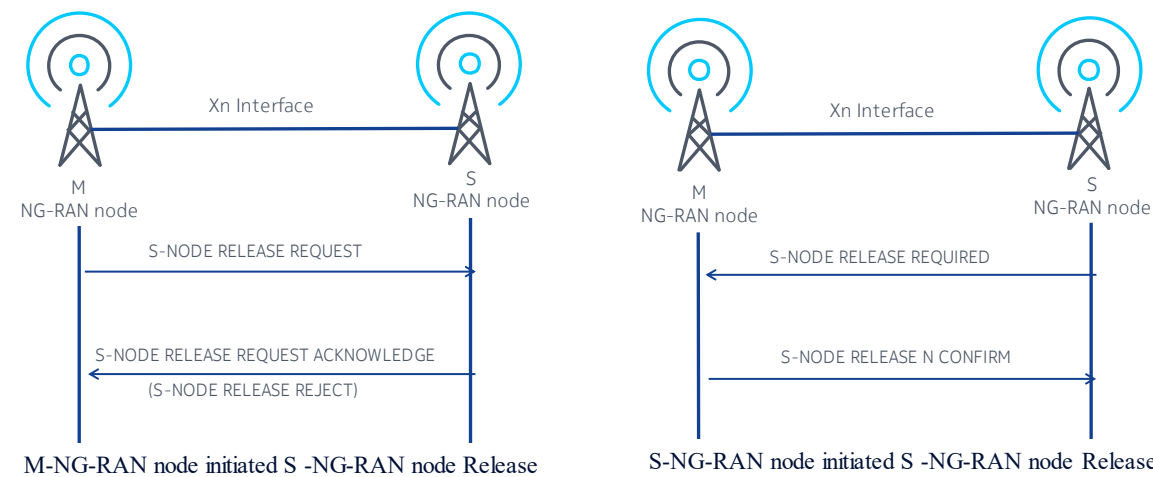 Xn Interface
M
NG-RAN node
S
NG-RAN node
S-NODE RELEASE REQUEST
S-NODE RELEASE REQUEST ACKNOWLEDGE
(S-NODE RELEASE REJECT)
M-NG-RAN node initiated S -NG-RAN node Release
Xn Interface
M
NG-RAN node
S
NG-RAN node
S-NODE RELEASE REQUIRED
S-NODE RELEASE N CONFIRM
S-NG-RAN node initiated S -NG-RAN node Release